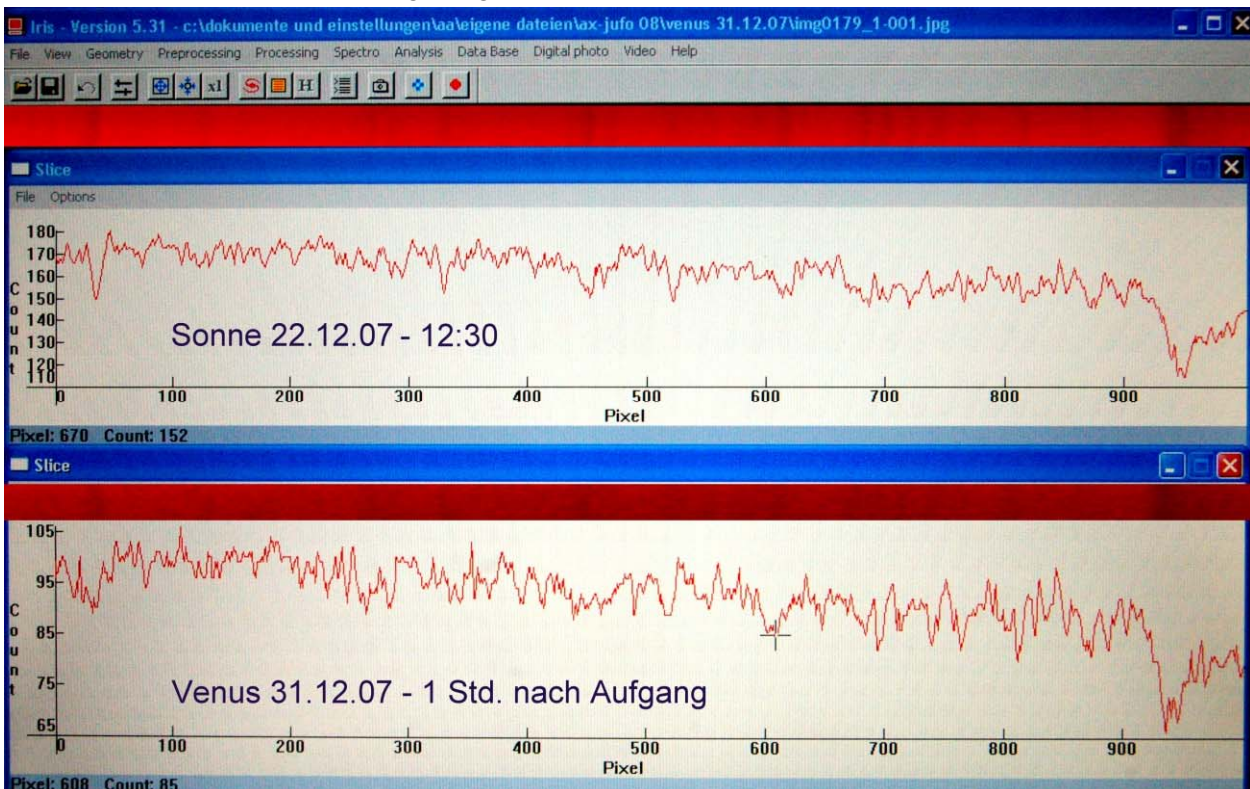 Iris - Version 5.31 - c:\dokumente und einstellungen\aa\eigene dateien\ax-jufo 08\venus 31.12.07\img0179_1-001.jpg
File View Geometry Preprocessing Processing Spectro Analysis Data Base Digital photo Video Help
x1 H
Slice
File Options
180
170
160
150
140
130
120
110
Count
Sonne 22.12.07 - 12:30
0 100 200 300 400 500 600 700 800 900
Pixel
Pixel: 670 Count: 152
Slice
105
95
85
75
65
Count
Venus 31.12.07 - 1 Std. nach Aufgang
0 100 200 300 400 500 600 700 800 900
Pixel
Pixel: 608 Count: 85